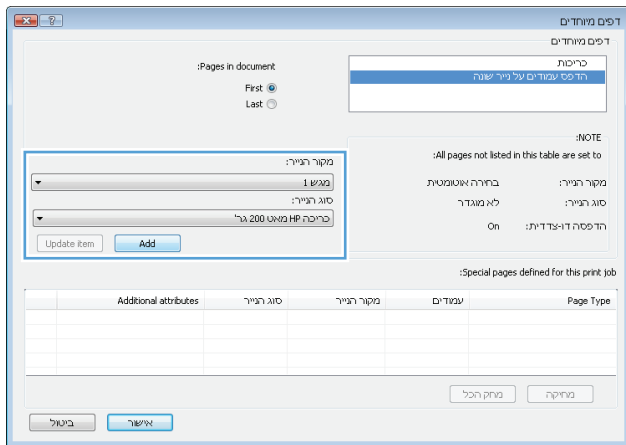 דפים מיוחדים
דפים מיוחדים
כריכות
הדפס עמודים על נייר שונה
Pages in document:
First
Last
NOTE:
All pages not listed in this table are set to:
מקור הנייר: בחירה אוטומטית
סוג הנייר: לא מוגדר
הדפסה דו-צדדית: On
מקור הנייר:
מגש 1
סוג הנייר:
כריכה HP מאט 200 גר'
Add Update item
Special pages defined for this print job:
Page Type עמודים מקור הנייר סוג הנייר Additional attributes
מחיקה מחק הכל
אישור ביטול